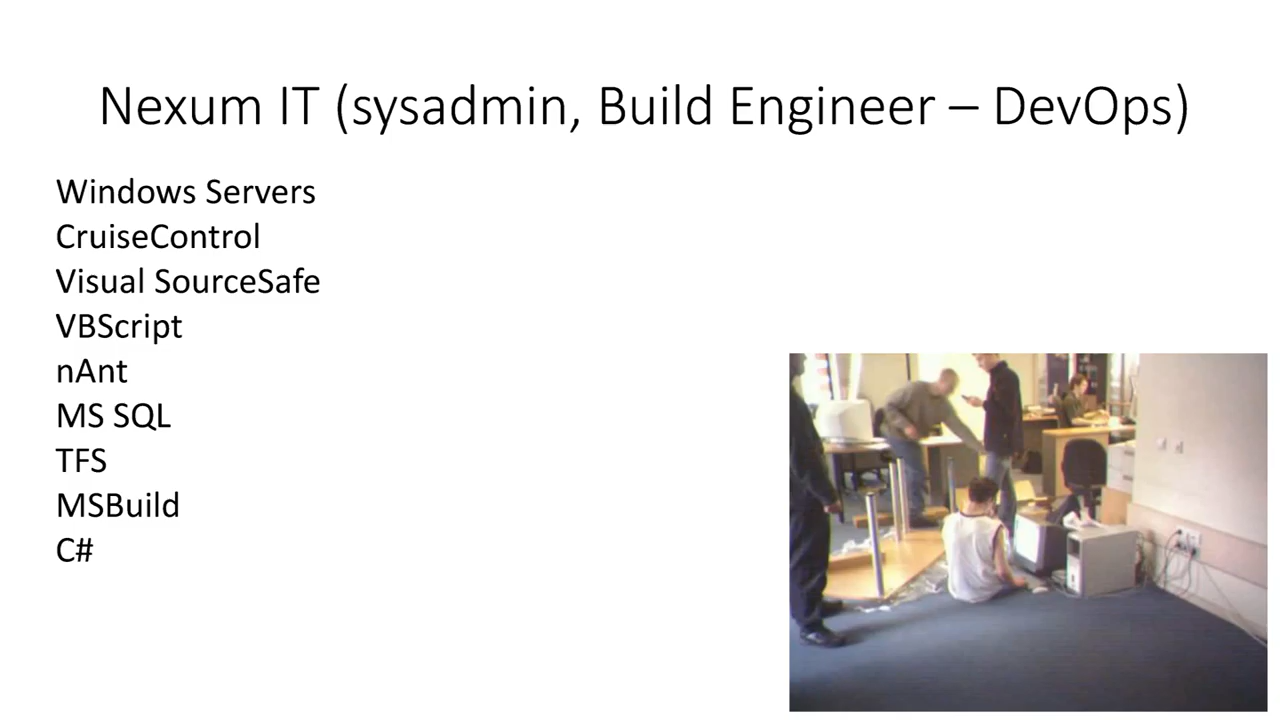 Nexum IT (sysadmin, Build Engineer – DevOps)
Windows Servers
CruiseControl
Visual SourceSafe
VBScript
nAnt
MS SQL
TFS
MSBuild
C#